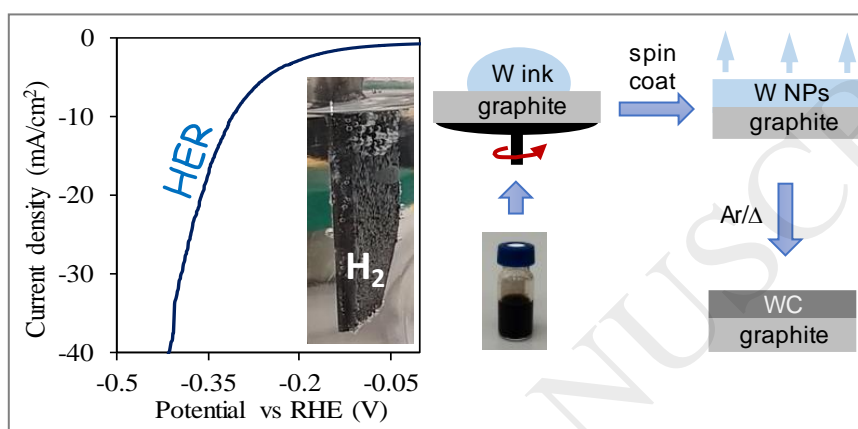 0
-10
-20
-30
-40
Current density (mA/cm²)
-0.5
-0.35
-0.2
-0.05
Potential vs RHE (V)
HER
H₂
W ink
graphite
spin
coat
W NPs
graphite
Ar/Δ
WC
graphite